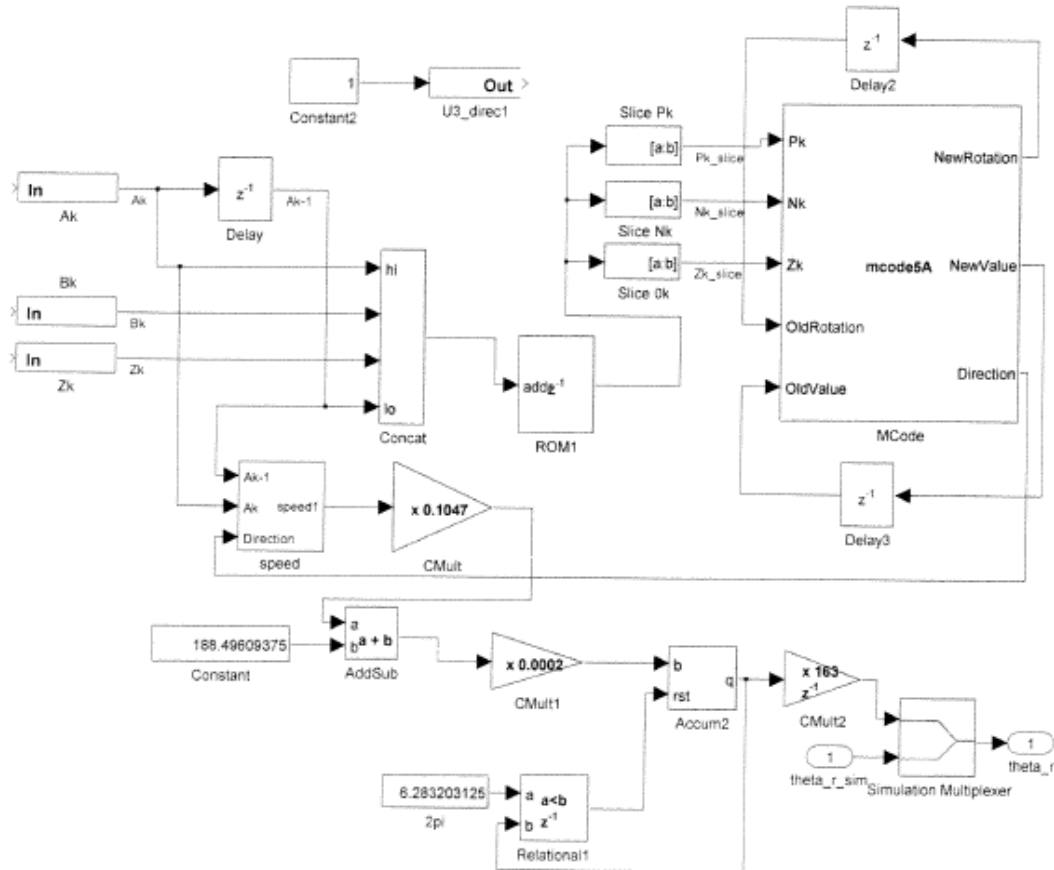 z-1
Delay2
1
Constant2
Out
U3_direc1
Slice Pk
[a:b]
Pk_slice
Pk
NewRotation
In
Ak
Ak
z-1
Ak-1
Delay
[a:b]
Nk_slice
Nk
Slice Nk
hi
[a:b]
Zk_slice
Zk
mcode5A
NewValue
Slice 0k
Bk
In
Bk
In
Zk
Zk
OldRotation
addr
z-1
OldValue
Direction
lo
Concat
ROM1
MCode
Ak-1
Ak
speed1
Direction
speed
x 0.1047
CMult
z-1
Delay3
188.49609375
Constant
a
b
a + b
AddSub
x 0.0002
CMult1
b
rst
q
Accum2
x 163
z-1
CMult2
1
theta_r_sim
Simulation Multiplexer
1
theta_r
6.283203125
2pi
a
b
a<b
z-1
Relational1